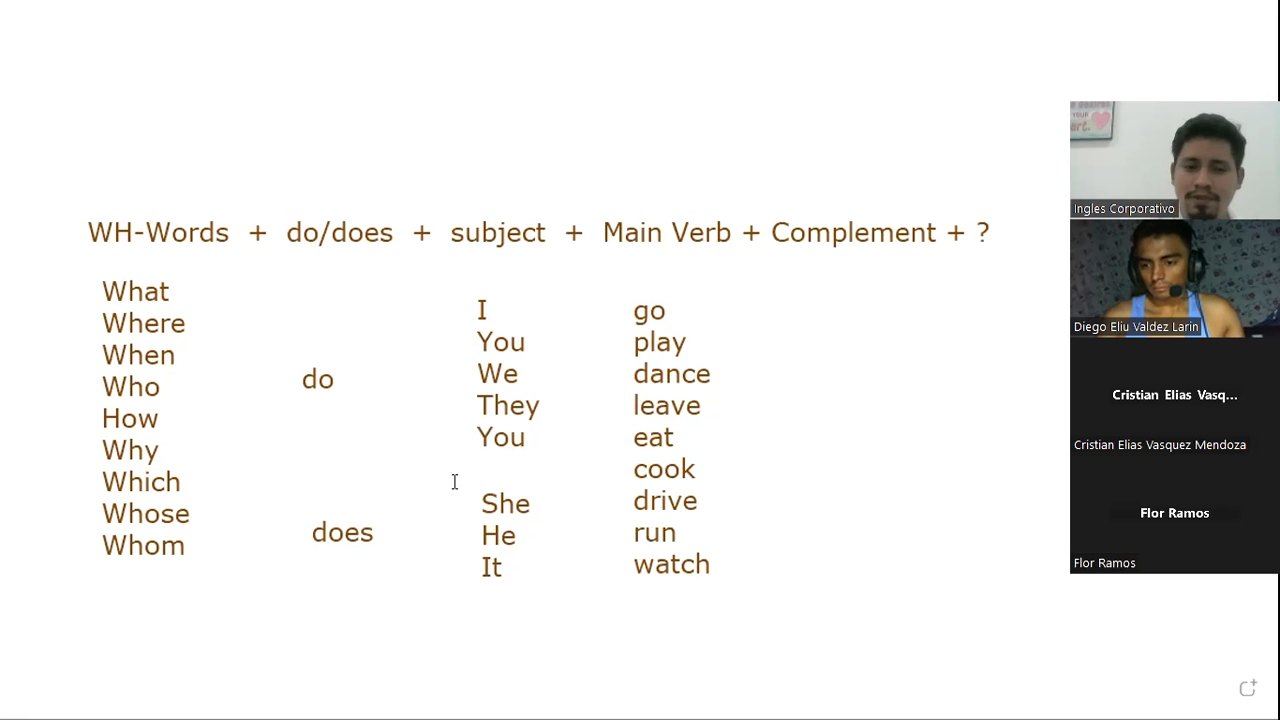 WH-Words + do/does + subject + Main Verb + Complement + ?
What
Where
When
Who
How
Why
Which
Whose
Whom
do
does
I
You
We
They
You
She
He
It
go
play
dance
leave
eat
cook
drive
run
watch
YOUR
Ingles Corporativo
Diego Eliu Valdez Larin
Cristian Elias Vasq...
Cristian Elias Vasquez Mendoza
Flor Ramos
Flor Ramos